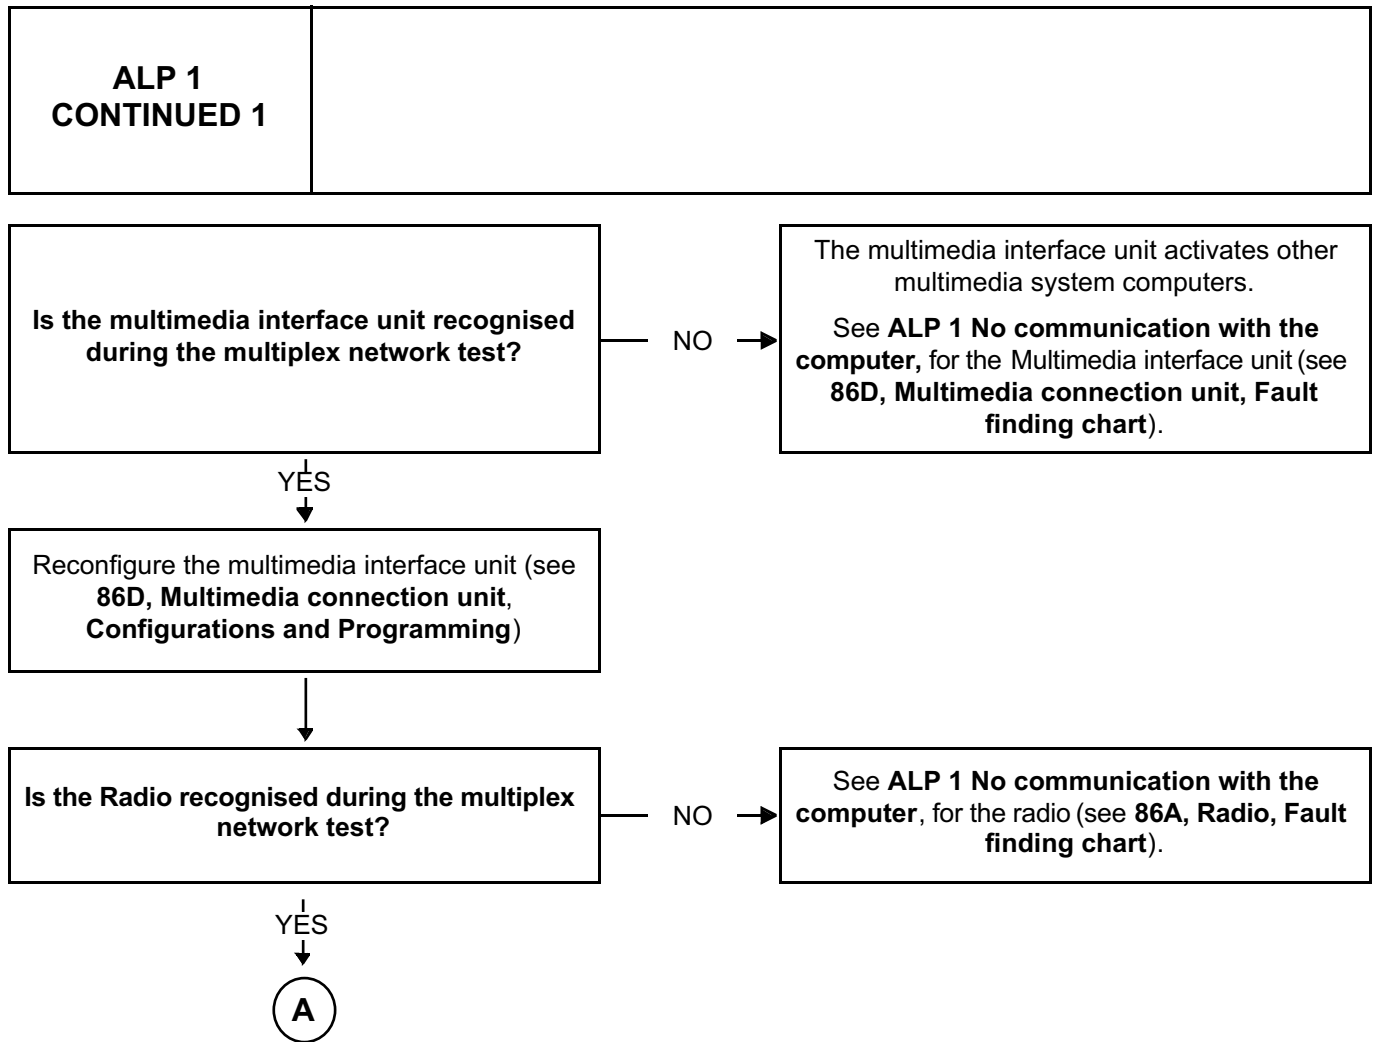 ALP 1
CONTINUED 1
Is the multimedia interface unit recognised
during the multiplex network test?
NO
The multimedia interface unit activates other
multimedia system computers.
See ALP 1 No communication with the
computer, for the Multimedia interface unit (see
86D, Multimedia connection unit, Fault
finding chart).
YES
Reconfigure the multimedia interface unit (see
86D, Multimedia connection unit,
Configurations and Programming)
Is the Radio recognised during the multiplex
network test?
NO
See ALP 1 No communication with the
computer, for the radio (see 86A, Radio, Fault
finding chart).
YES
A